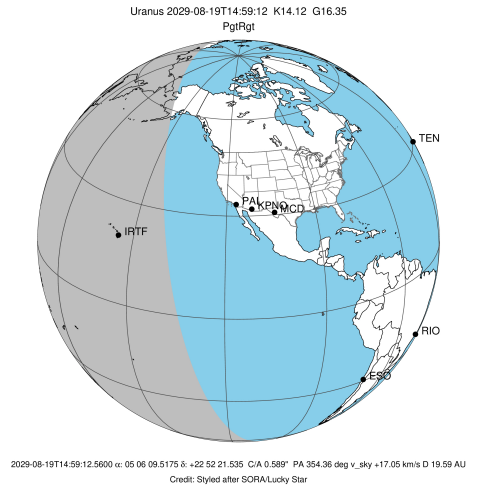 Uranus 2029-08-19T14:59:12  K14.12  G16.35
PgtRgt
TEN
PAL
KPNO
MCD
IRTF
RIO
ESO
2029-08-19T14:59:12.5600 α: 05 06 09.5175 δ: +22 52 21.535  C/A 0.589"  PA 354.36 deg v_sky +17.05 km/s D 19.59 AU
Credit: Styled after SORA/Lucky Star